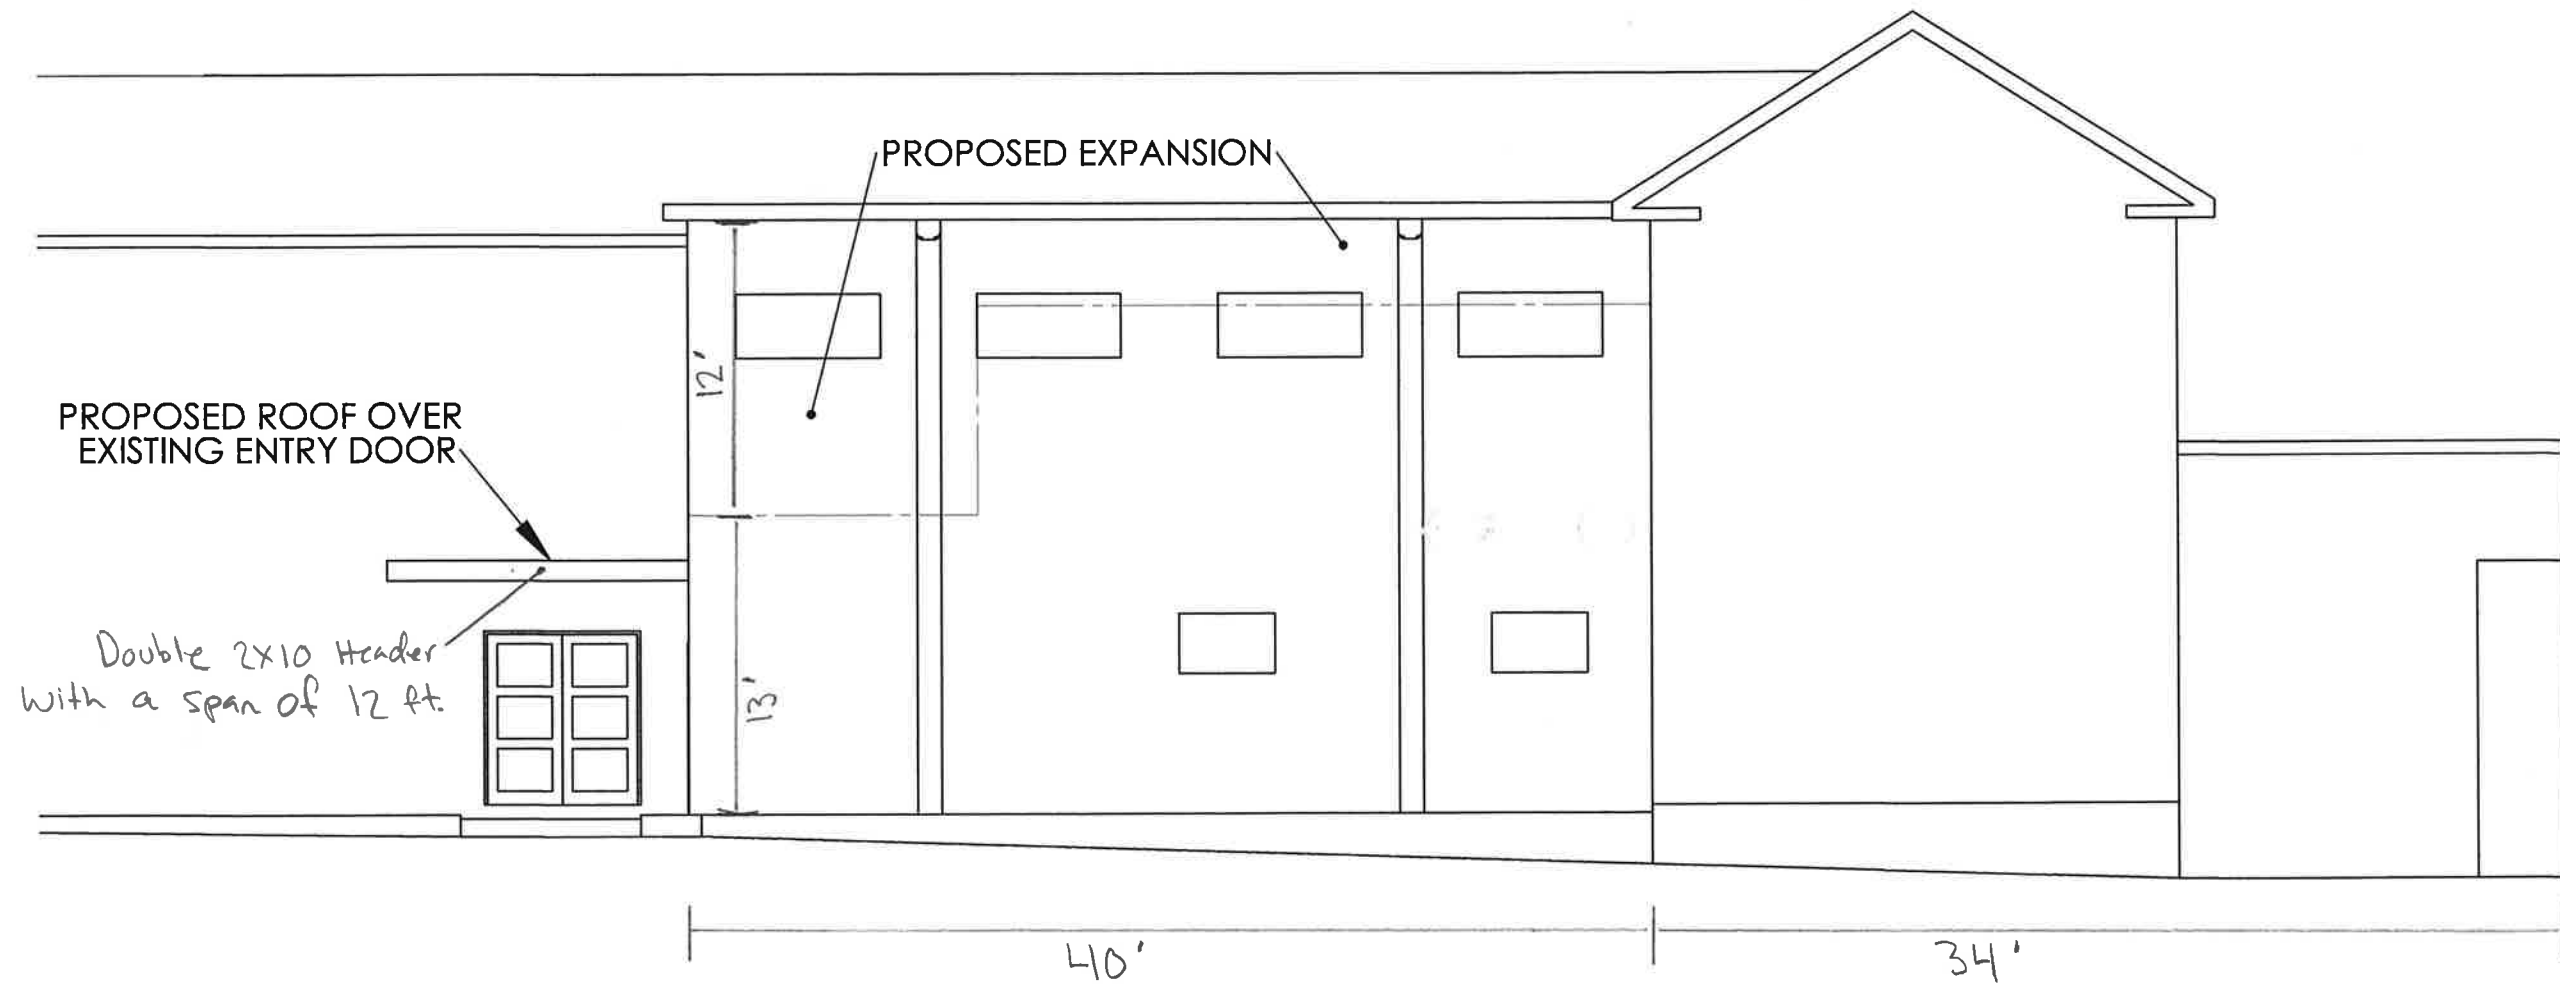 PROPOSED EXPANSION
12'
PROPOSED ROOF OVER
EXISTING ENTRY DOOR
Double 2x10 Header
with a span of 12 ft.
13'
40'
34'